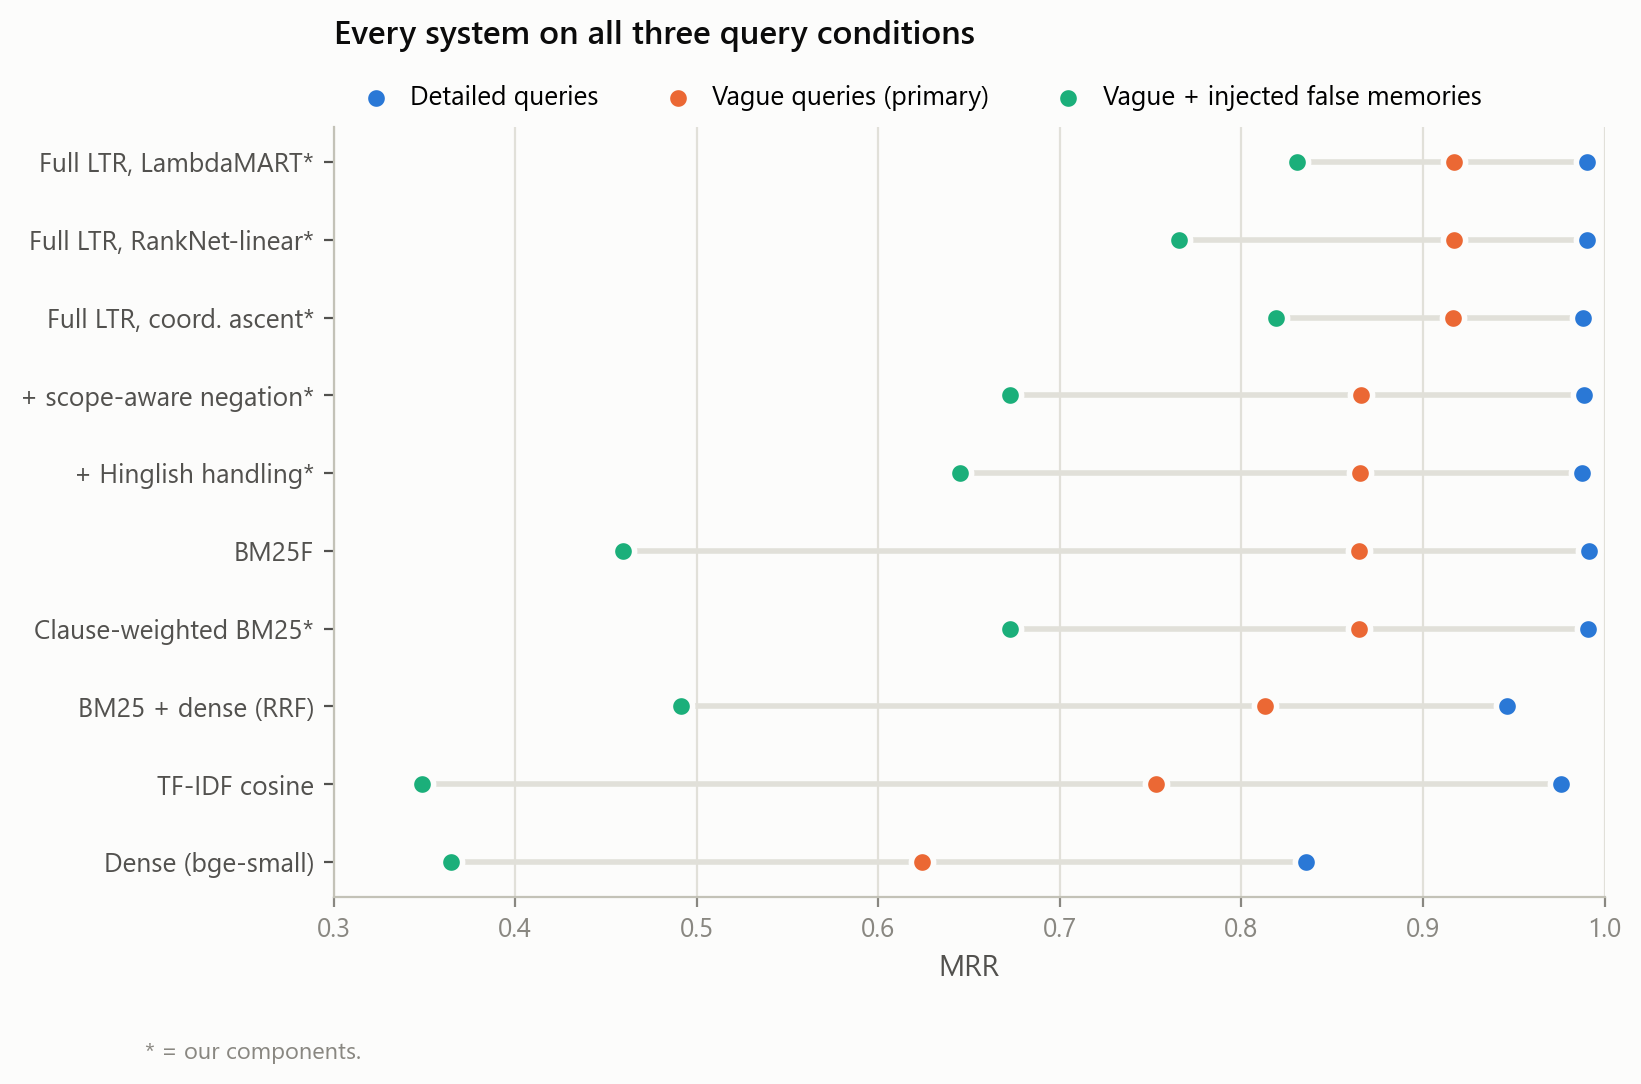 Every system on all three query conditions
Detailed queries
Vague queries (primary)
Vague + injected false memories
Full LTR, LambdaMART*
Full LTR, RankNet-linear*
Full LTR, coord. ascent*
+ scope-aware negation*
+ Hinglish handling*
BM25F
Clause-weighted BM25*
BM25 + dense (RRF)
TF-IDF cosine
Dense (bge-small)
0.3 0.4 0.5 0.6 0.7 0.8 0.9 1.0
MRR
* = our components.